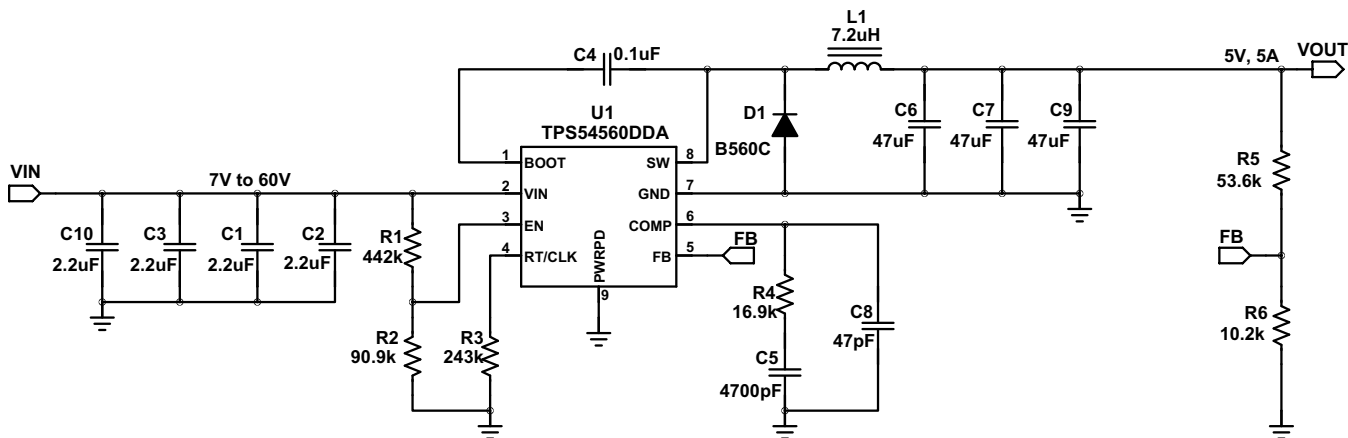 L1
7.2uH
C4
0.1uF
5V, 5A
VOUT
U1
TPS54560DDA
D1
B560C
C6
47uF
C7
47uF
C9
47uF
1 BOOT
SW 8
VIN
7V to 60V
2 VIN
GND 7
3 EN
COMP 6
4 RT/CLK
FB 5
PWRPD
9
FB
R5
53.6k
FB
C10
2.2uF
C3
2.2uF
C1
2.2uF
C2
2.2uF
R1
442k
R4
16.9k
C8
47pF
R6
10.2k
R2
90.9k
R3
243k
C5
4700pF